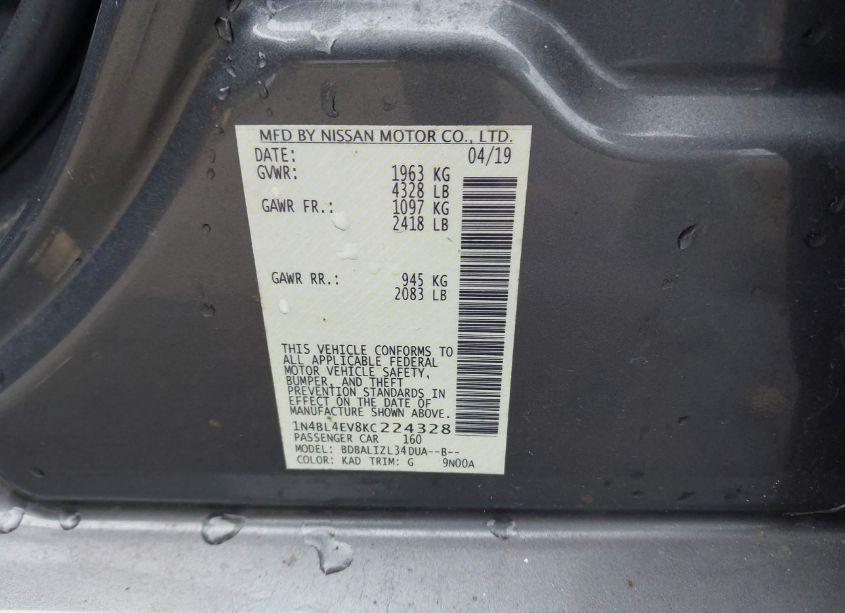 MFD BY NISSAN MOTOR CO., LTD.
DATE: 04/19
GVWR: 1963 KG
4328 LB
GAWR FR.: 1097 KG
2418 LB
GAWR RR.: 945 KG
2083 LB
THIS VEHICLE CONFORMS TO
ALL APPLICABLE FEDERAL
MOTOR VEHICLE SAFETY,
BUMPER, AND THEFT
PREVENTION STANDARDS IN
EFFECT ON THE DATE OF
MANUFACTURE SHOWN ABOVE.
1N4BL4EV8KC224328
PASSENGER CAR 160
MODEL: BDBALIZL34DUA--B--
COLOR: KAD TRIM: G 9N00A